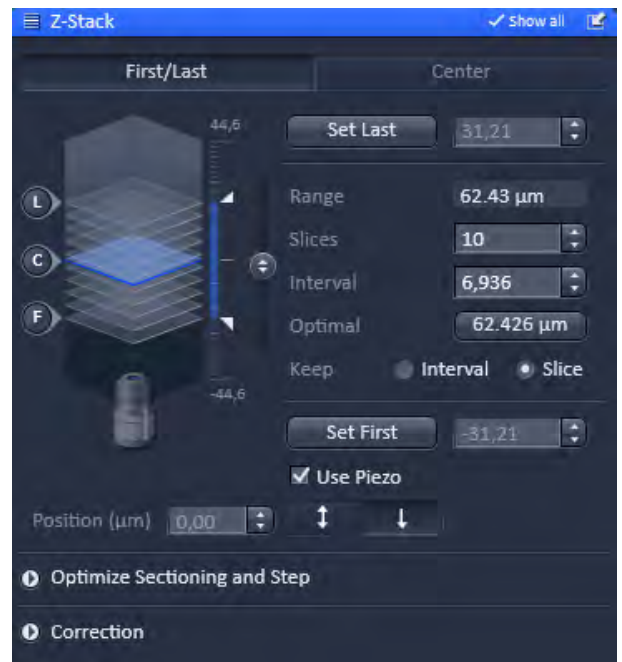 Z-Stack Show all
First/Last Center
44,6
Set Last 31,21
L
Range 62.43 µm
Slices 10
C
Interval 6,936
F
Optimal 62.426 µm
Keep Interval Slice
-44,6
Set First -31,21
Use Piezo
Position (µm) 0,00
Optimize Sectioning and Step
Correction